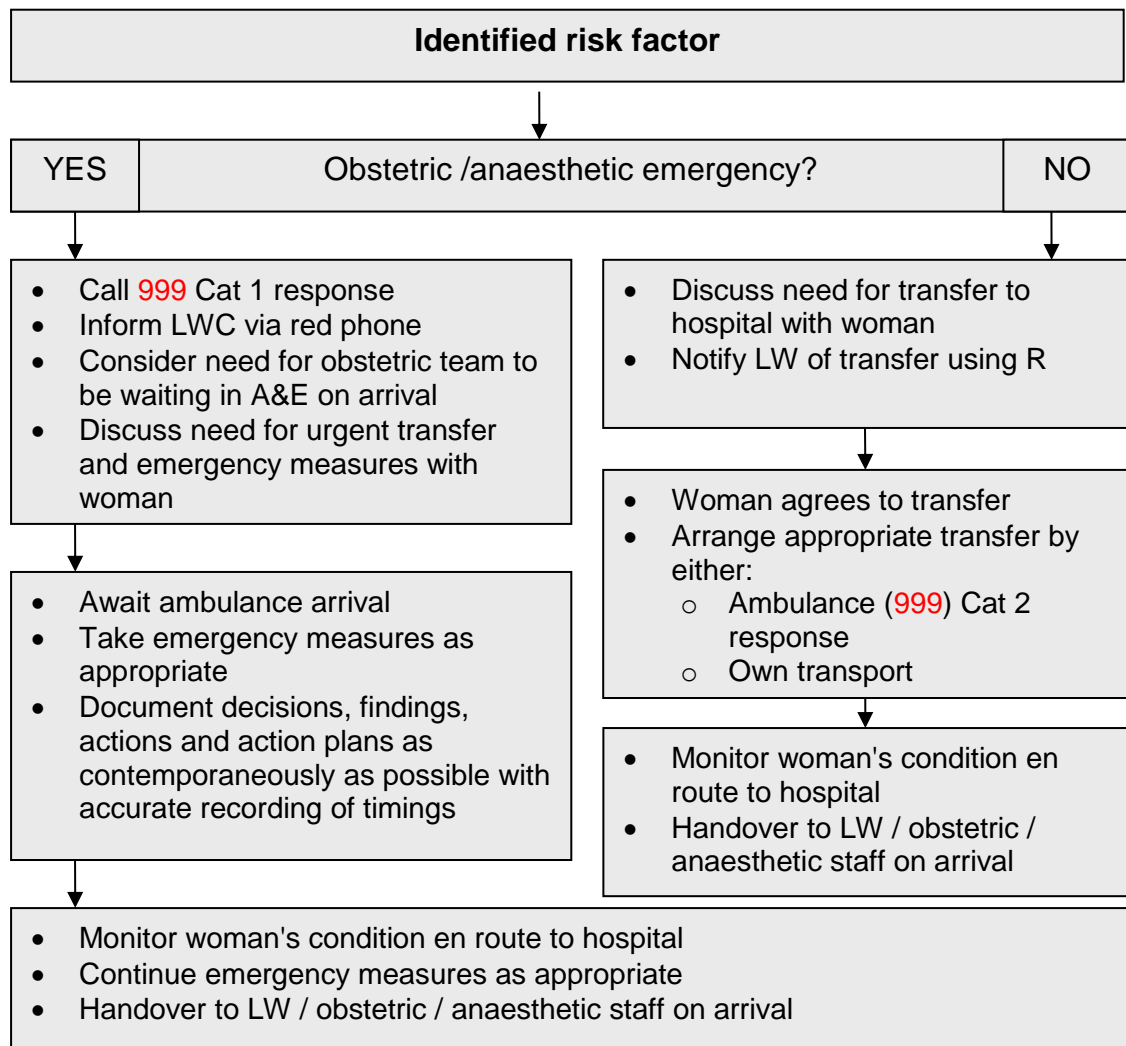 Identified risk factor
YES
Obstetric /anaesthetic emergency?
NO
• Call 999 Cat 1 response
• Inform LWC via red phone
• Consider need for obstetric team to
be waiting in A&E on arrival
• Discuss need for urgent transfer
and emergency measures with
woman
• Await ambulance arrival
• Take emergency measures as
appropriate
• Document decisions, findings,
actions and action plans as
contemporaneously as possible with
accurate recording of timings
• Discuss need for transfer to
hospital with woman
• Notify LW of transfer using R
• Woman agrees to transfer
• Arrange appropriate transfer by
either:
o Ambulance (999) Cat 2
response
o Own transport
• Monitor woman's condition en
route to hospital
• Handover to LW / obstetric /
anaesthetic staff on arrival
• Monitor woman's condition en route to hospital
• Continue emergency measures as appropriate
• Handover to LW / obstetric / anaesthetic staff on arrival